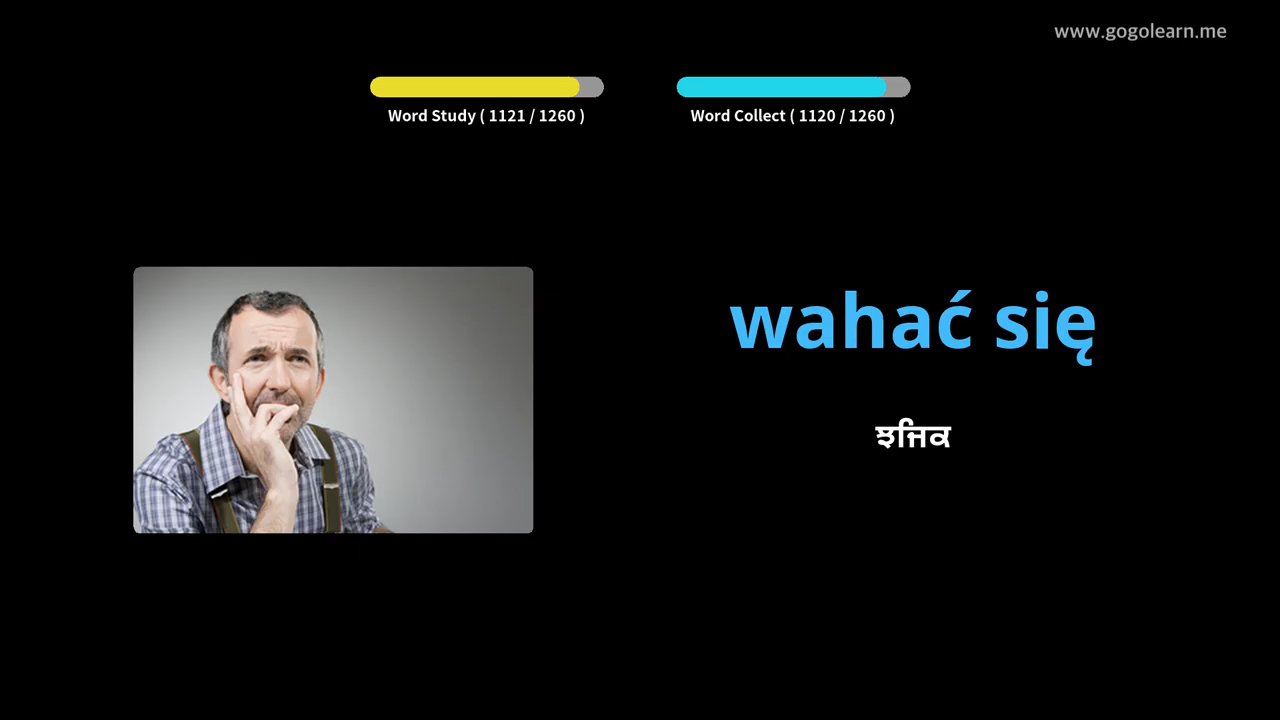 www.gogolearn.me
Word Study ( 1121 / 1260 )
Word Collect ( 1120 / 1260 )
wahać się
ਝਜਿਕ